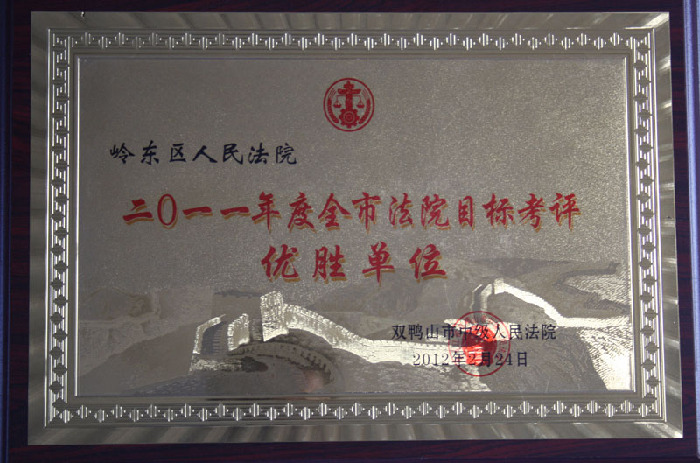 岭东区人民法院
二〇一一年度全市法院目标考评
优胜单位
双鸭山市中级人民法院
2012年2月24日